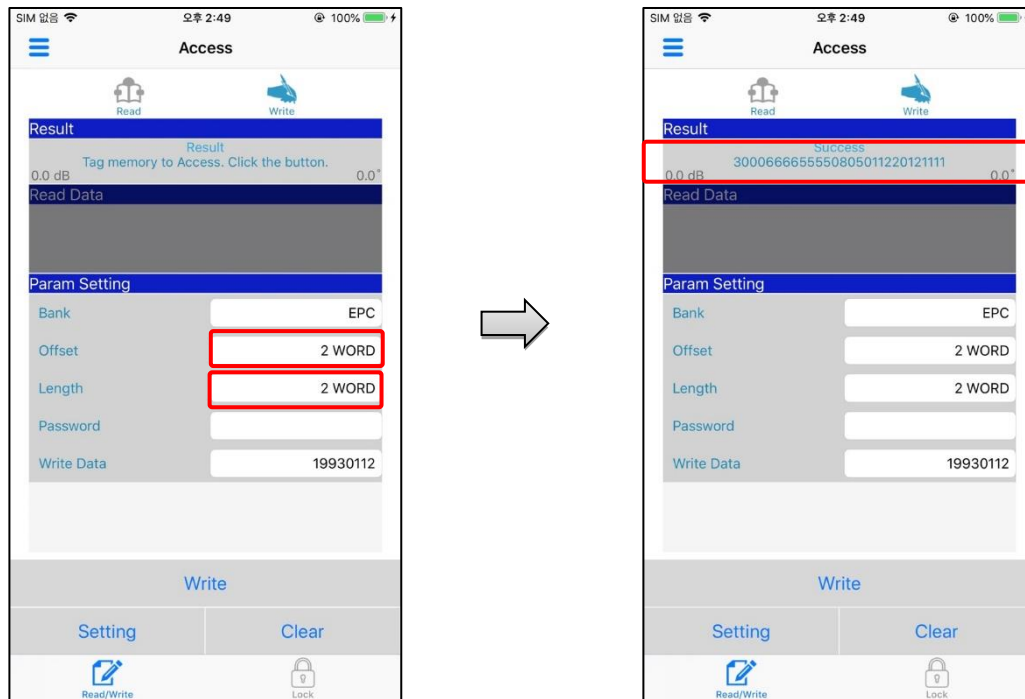 SIM 없음 오후 2:49 100%
Access
Read Write
Result
Result
Tag memory to Access. Click the button.
0.0 dB 0.0°
Read Data
Param Setting
Bank EPC
Offset 2 WORD
Length 2 WORD
Password
Write Data 19930112
Write
Setting Clear
Read/Write Lock
SIM 없음 오후 2:49 100%
Access
Read Write
Result
Success
3000666655550805011220121111
0.0 dB 0.0°
Read Data
Param Setting
Bank EPC
Offset 2 WORD
Length 2 WORD
Password
Write Data 19930112
Write
Setting Clear
Read/Write Lock